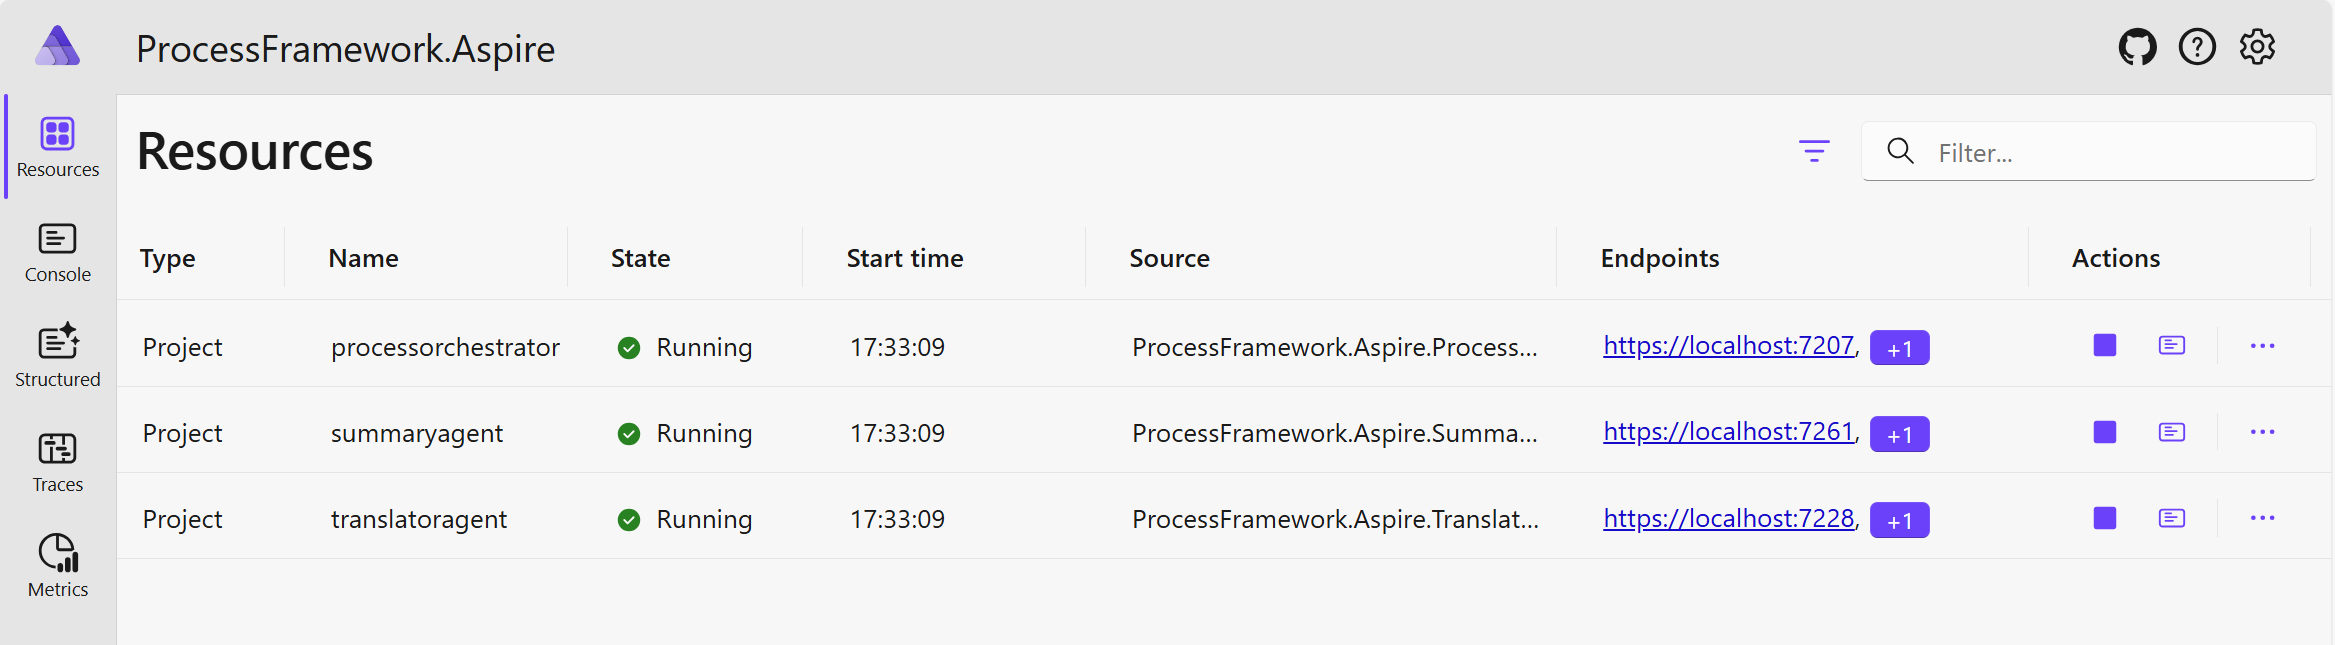 ProcessFramework.Aspire
Resources
Console
Structured
Traces
Metrics
Resources
Filter...
Type Name State Start time Source Endpoints Actions
Project processorchestrator Running 17:33:09 ProcessFramework.Aspire.Process... https://localhost:7207, +1
Project summaryagent Running 17:33:09 ProcessFramework.Aspire.Summa... https://localhost:7261, +1
Project translatoragent Running 17:33:09 ProcessFramework.Aspire.Translat... https://localhost:7228, +1